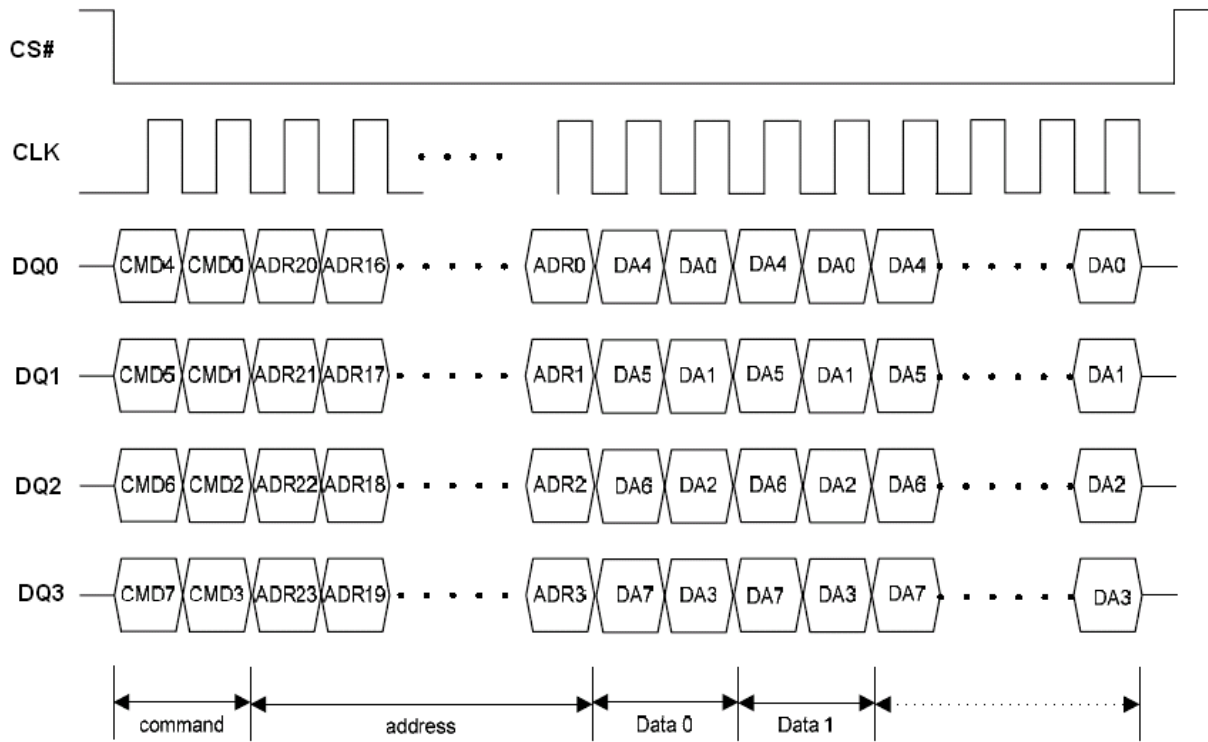 CS#
CLK
DQ0 CMD4 CMD0 ADR20 ADR16 ADR0 DA4 DA0 DA4 DA0 DA4 DA0
DQ1 CMD5 CMD1 ADR21 ADR17 ADR1 DA5 DA1 DA5 DA1 DA5 DA1
DQ2 CMD6 CMD2 ADR22 ADR18 ADR2 DA6 DA2 DA6 DA2 DA6 DA2
DQ3 CMD7 CMD3 ADR23 ADR19 ADR3 DA7 DA3 DA7 DA3 DA7 DA3
command address Data 0 Data 1